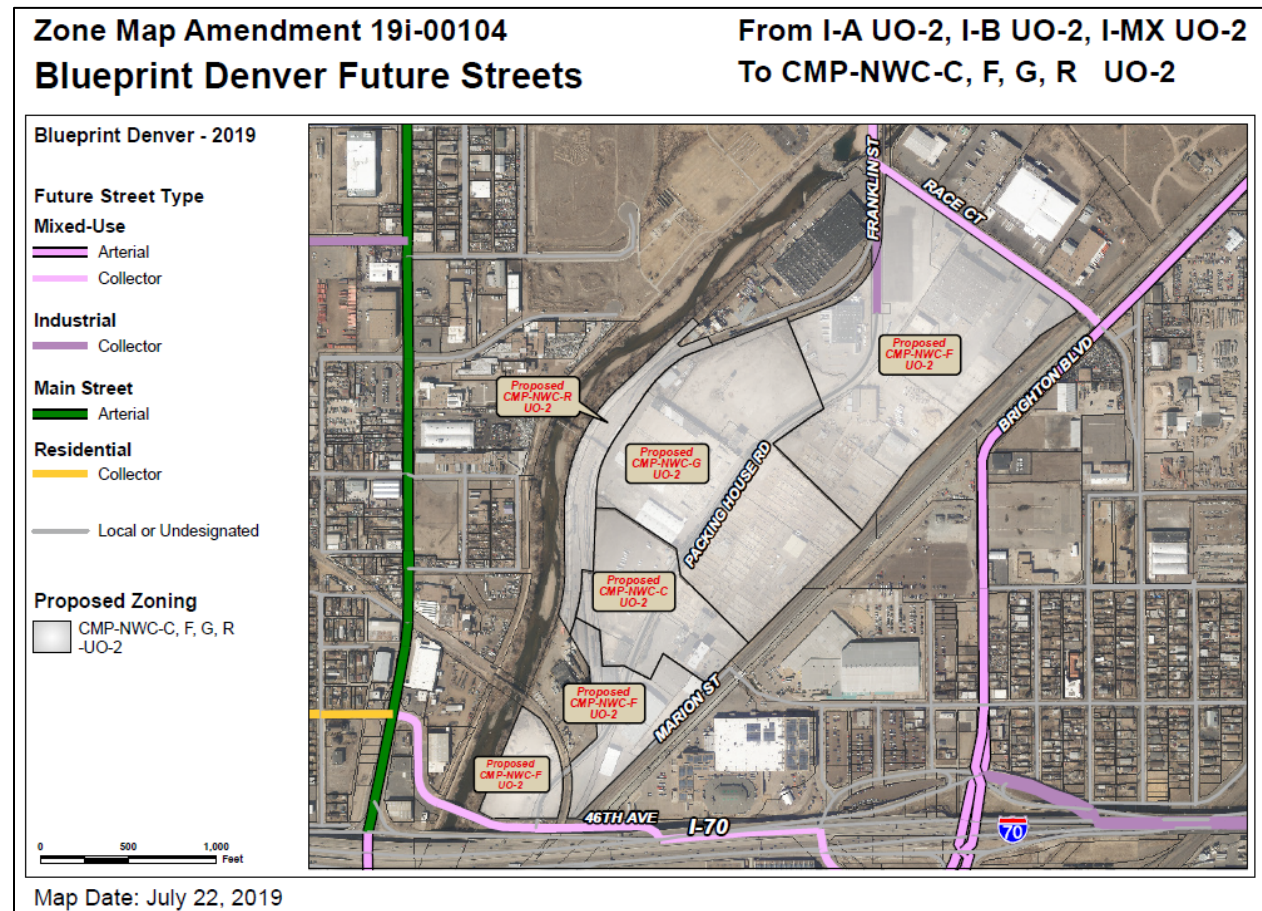 Zone Map Amendment 19i-00104
From I-A UO-2, I-B UO-2, I-MX UO-2
Blueprint Denver Future Streets
To CMP-NWC-C, F, G, R UO-2
Blueprint Denver - 2019
Future Street Type
Mixed-Use
Arterial
Collector
Industrial
Collector
Main Street
Arterial
Residential
Collector
Local or Undesignated
Proposed Zoning
CMP-NWC-C, F, G, R
-UO-2
0 500 1,000
Feet
FRANKLIN ST
RACE CT
Proposed
CMP-NWC-F
UO-2
BRIGHTON BLVD
Proposed
CMP-NWC-R
UO-2
Proposed
CMP-NWC-G
UO-2
PACKING HOUSE RD
Proposed
CMP-NWC-C
UO-2
Proposed
CMP-NWC-F
UO-2
MARION ST
Proposed
CMP-NWC-F
UO-2
46TH AVE
I-70
70
Map Date: July 22, 2019